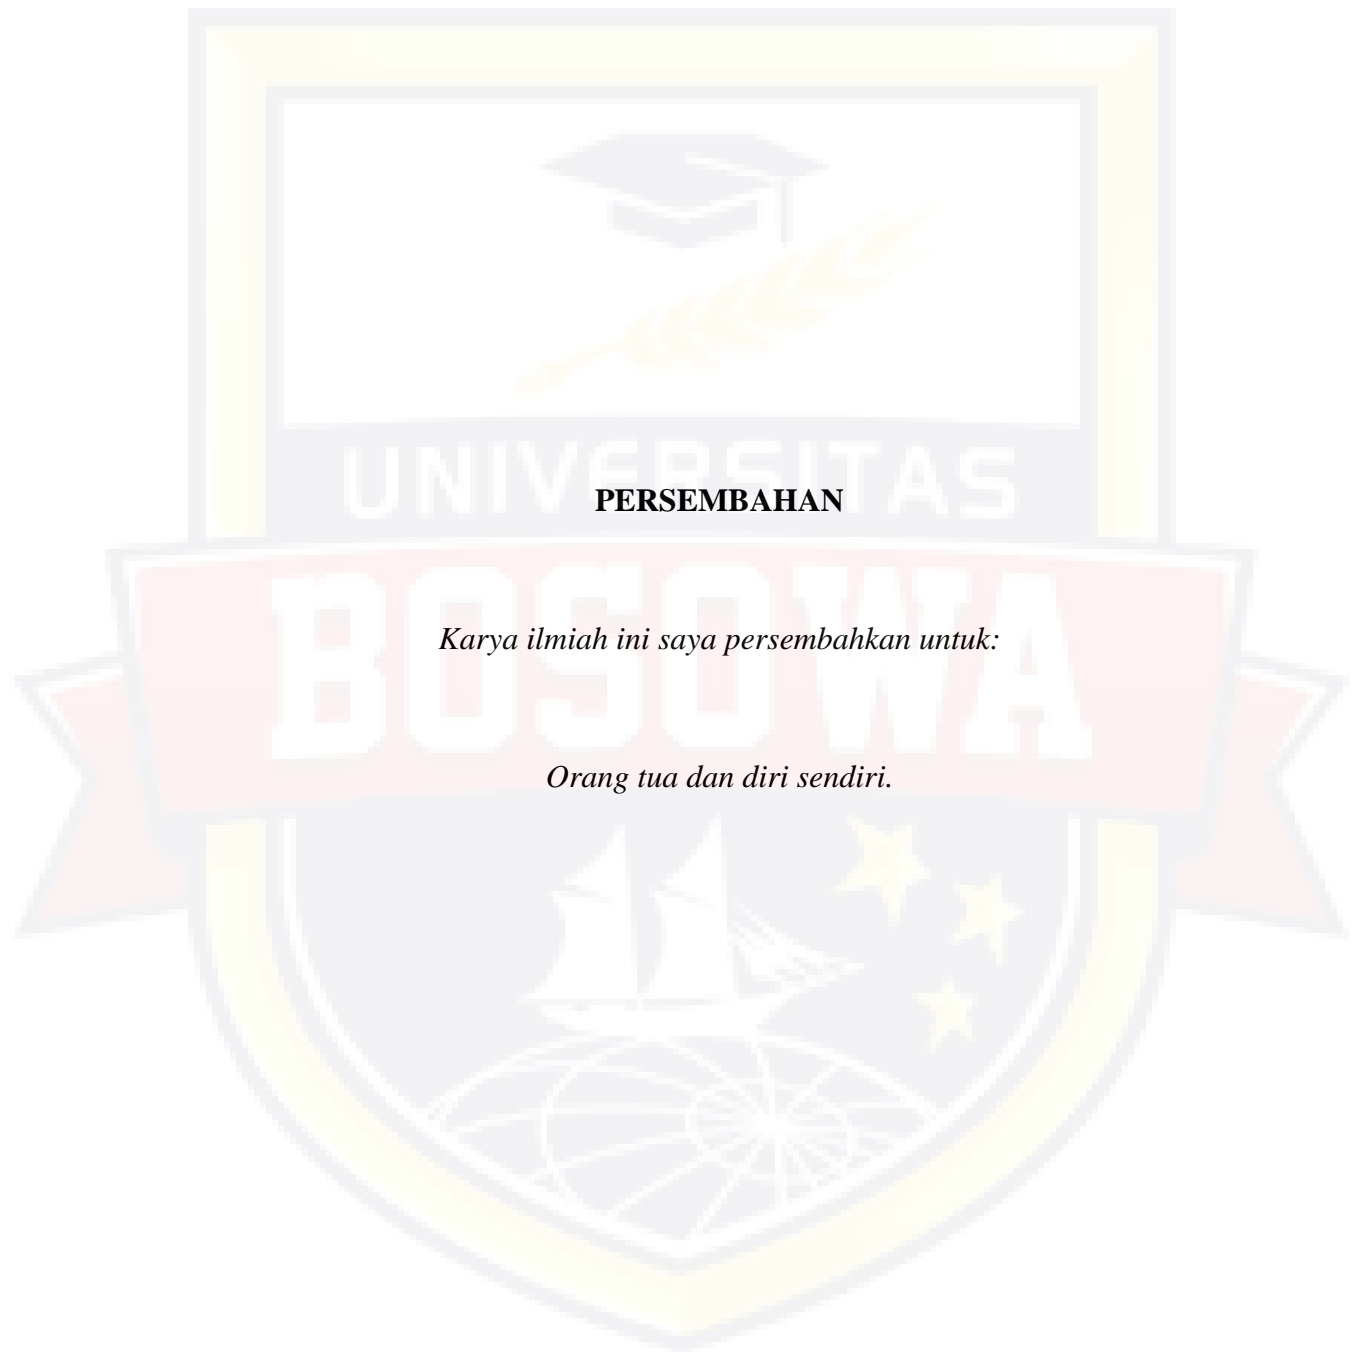 UNIVERSITAS
PERSEMBAHAN
BOSOWA
Karya ilmiah ini saya persembahkan untuk:
Orang tua dan diri sendiri.